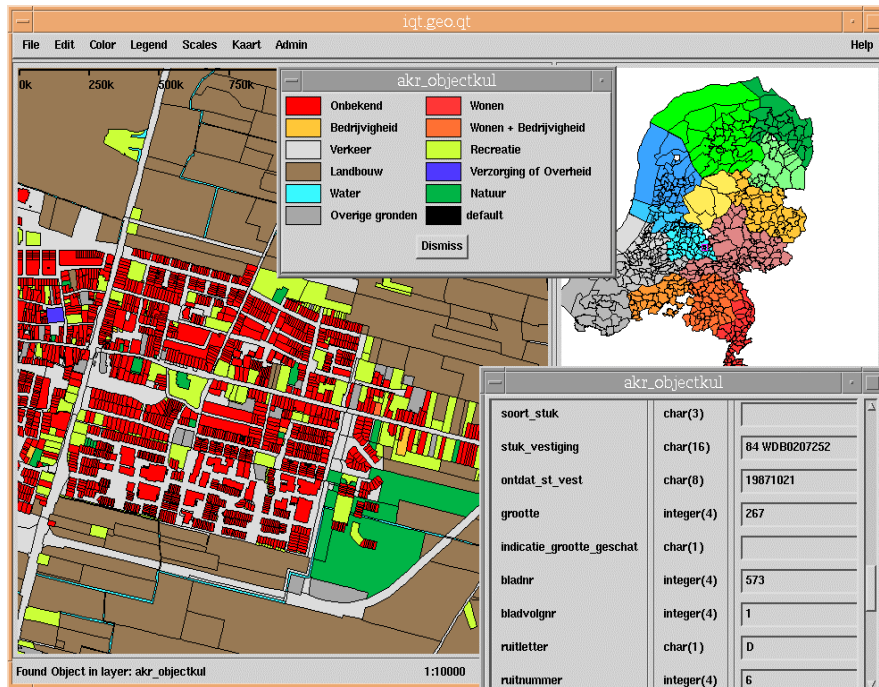 iqt.geo.qt
File Edit Color Legend Scales Kaart Admin Help
0k 250k 500k 750k
akr_objectkul
Onbekend Wonen
Bedrijvigheid Wonen + Bedrijvigheid
Verkeer Recreatie
Landbouw Verzorging of Overheid
Water Natuur
Overige gronden default
Dismiss
akr_objectkul
soort_stuk char(3)
stuk_vestiging char(16) 84 WDB0207252
ontdat_st_vest char(8) 19871021
grootte integer(4) 267
indicatie_grootte_geschat char(1)
bladnr integer(4) 573
bladvolgnr integer(4) 1
ruitletter char(1) D
ruitnummer integer(4) 6
Found Object in layer: akr_objectkul 1:10000